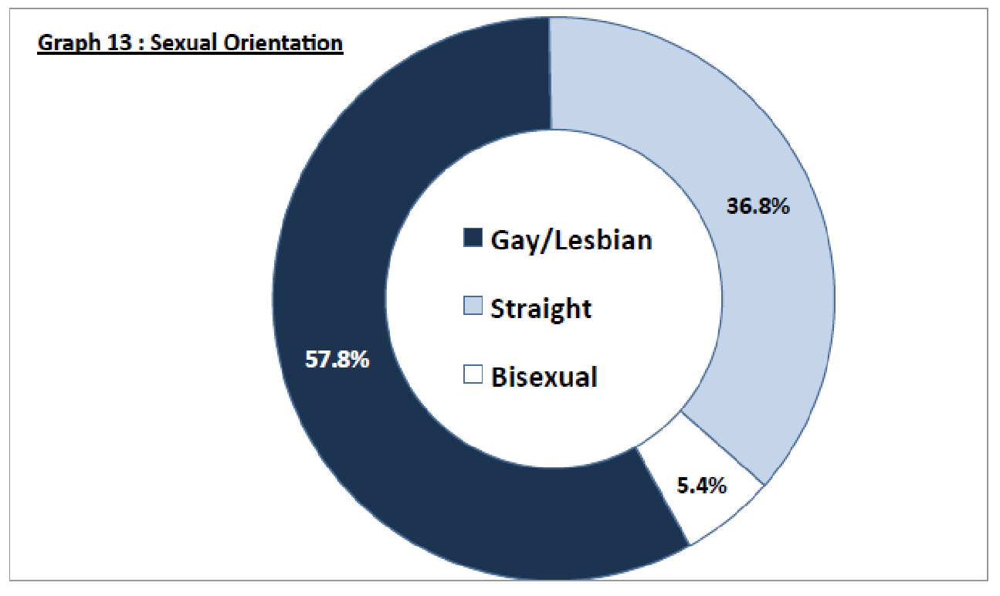 Graph 13 : Sexual Orientation
36.8%
Gay/Lesbian
Straight
57.8%
Bisexual
5.4%